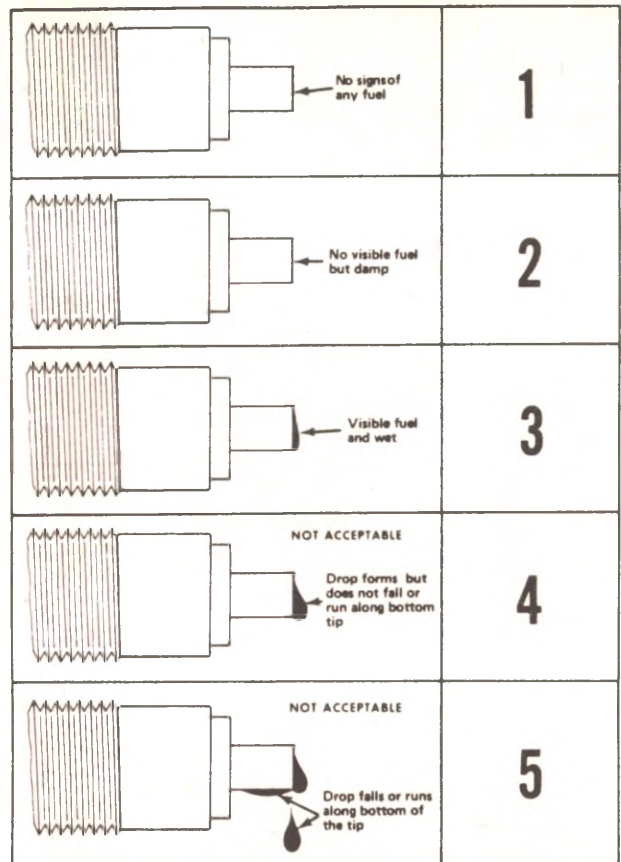 No signs of
any fuel
1
No visible fuel
but damp
2
Visible fuel
and wet
3
NOT ACCEPTABLE
Drop forms but
does not fall or
run along bottom
tip
4
NOT ACCEPTABLE
Drop falls or runs
along bottom of
the tip
5